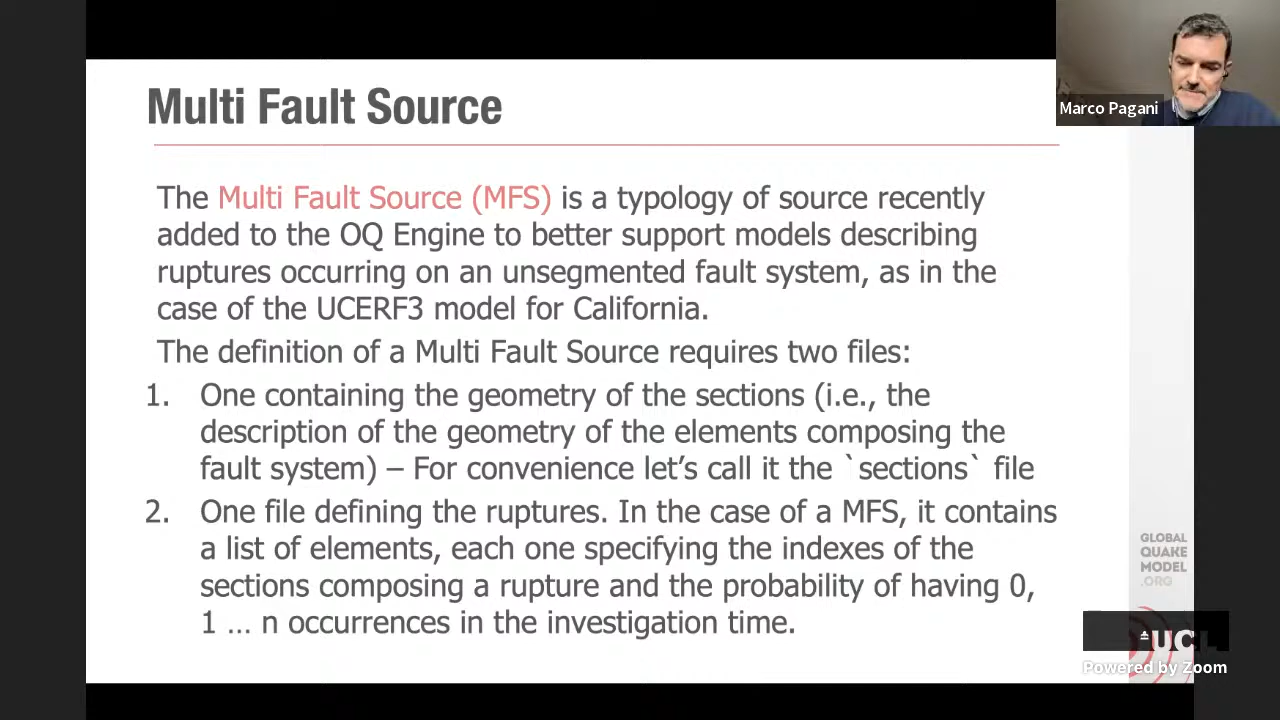 Multi Fault Source
Marco Pagani
The Multi Fault Source (MFS) is a typology of source recently
added to the OQ Engine to better support models describing
ruptures occurring on an unsegmented fault system, as in the
case of the UCERF3 model for California.
The definition of a Multi Fault Source requires two files:
1. One containing the geometry of the sections (i.e., the
description of the geometry of the elements composing the
fault system) – For convenience let’s call it the `sections` file
2. One file defining the ruptures. In the case of a MFS, it contains
a list of elements, each one specifying the indexes of the
sections composing a rupture and the probability of having 0,
1 … n occurrences in the investigation time.
GLOBAL
QUAKE
MODEL
.ORG
UCL
Powered by Zoom